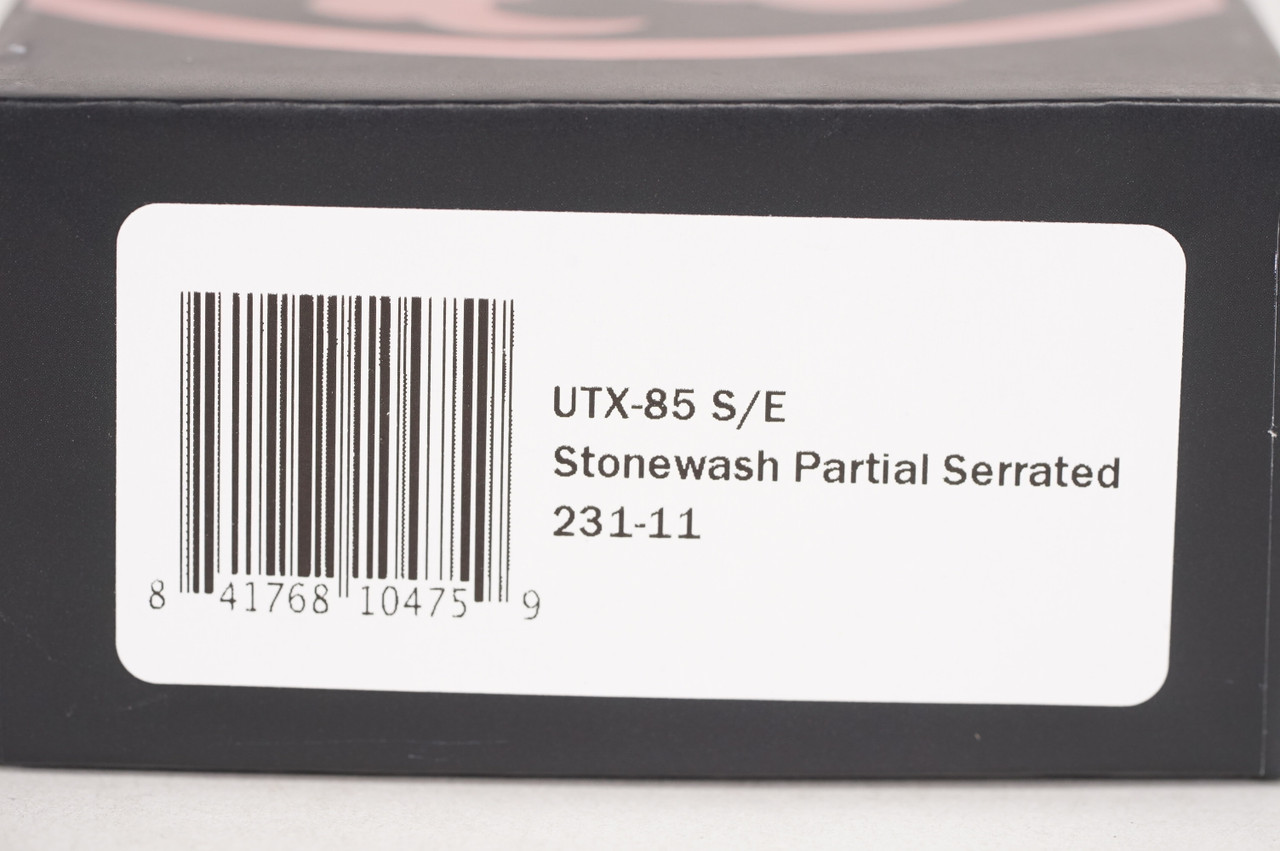 UTX-85 S/E
Stonewash Partial Serrated
231-11
8 41768 10475 9